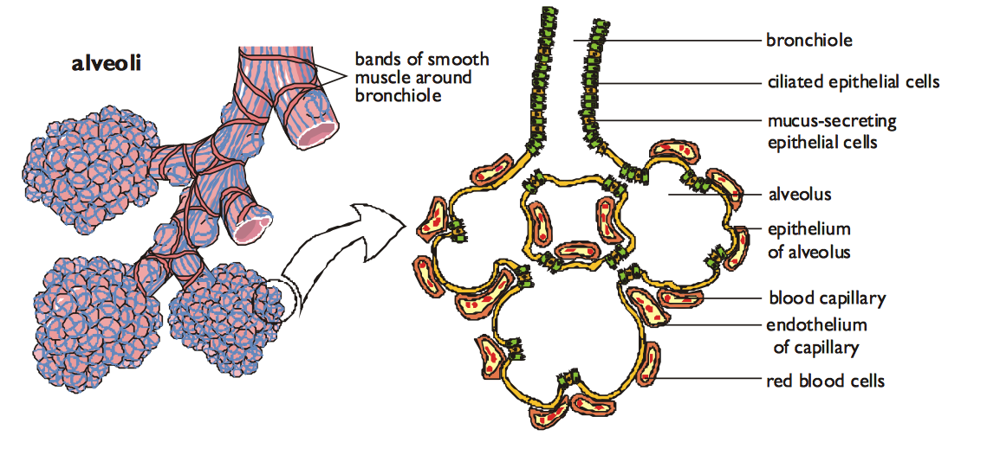 alveoli
bands of smooth
muscle around
bronchiole
bronchiole
ciliated epithelial cells
mucus-secreting
epithelial cells
alveolus
epithelium
of alveolus
blood capillary
endothelium
of capillary
red blood cells